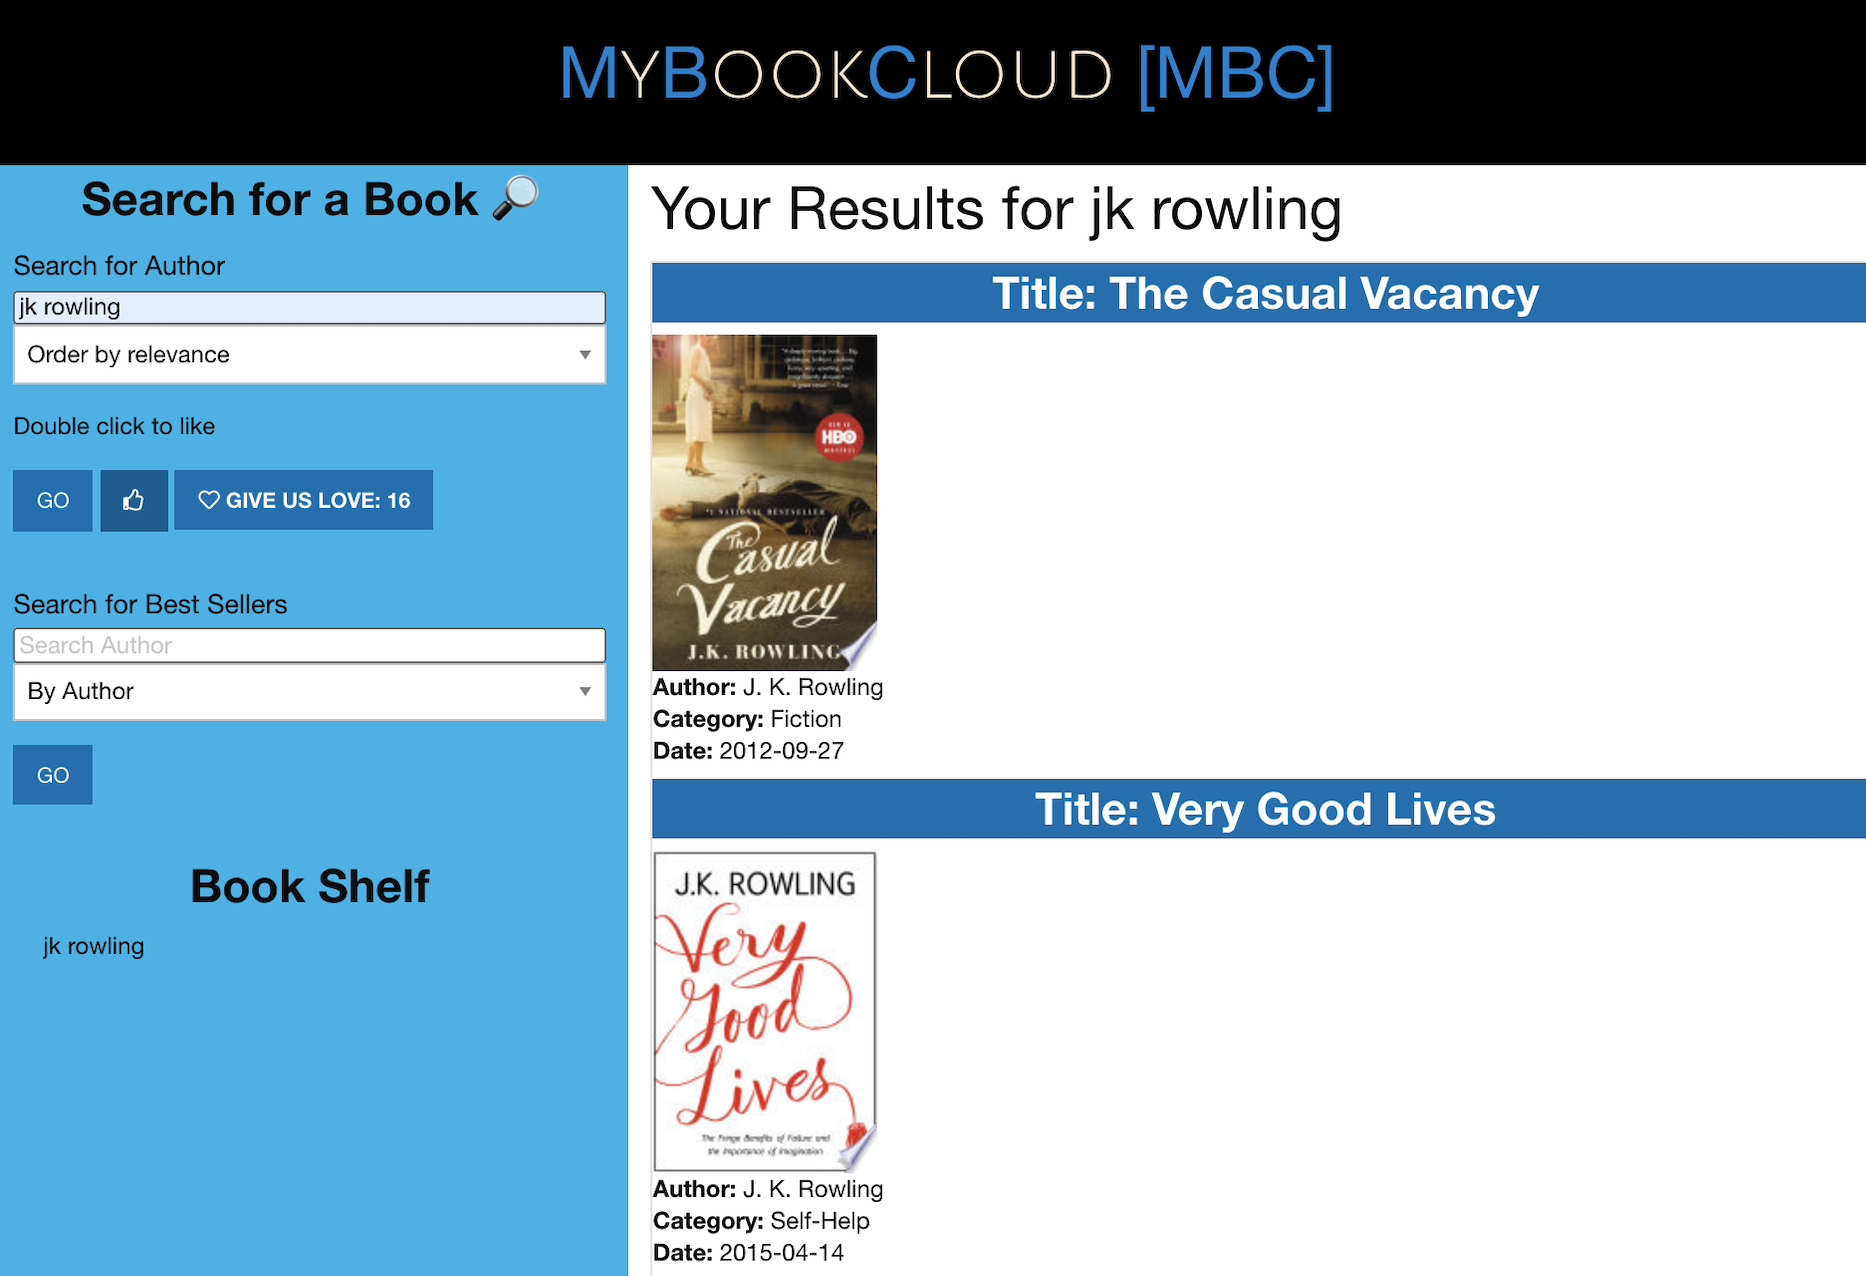 MYBOOKCLOUD [MBC]
Search for a Book
Search for Author
jk rowling
Order by relevance
Double click to like
GO
GIVE US LOVE: 16
Search for Best Sellers
Search Author
By Author
GO
Book Shelf
jk rowling
Your Results for jk rowling
Title: The Casual Vacancy
HBO
#1 NATIONAL BESTSELLER
The Casual
Vacancy
J.K. ROWLING
Author: J. K. Rowling
Category: Fiction
Date: 2012-09-27
Title: Very Good Lives
J.K. ROWLING
Very
Good
Lives
The Fringe Benefits of Failure and
the Importance of Imagination
Author: J. K. Rowling
Category: Self-Help
Date: 2015-04-14